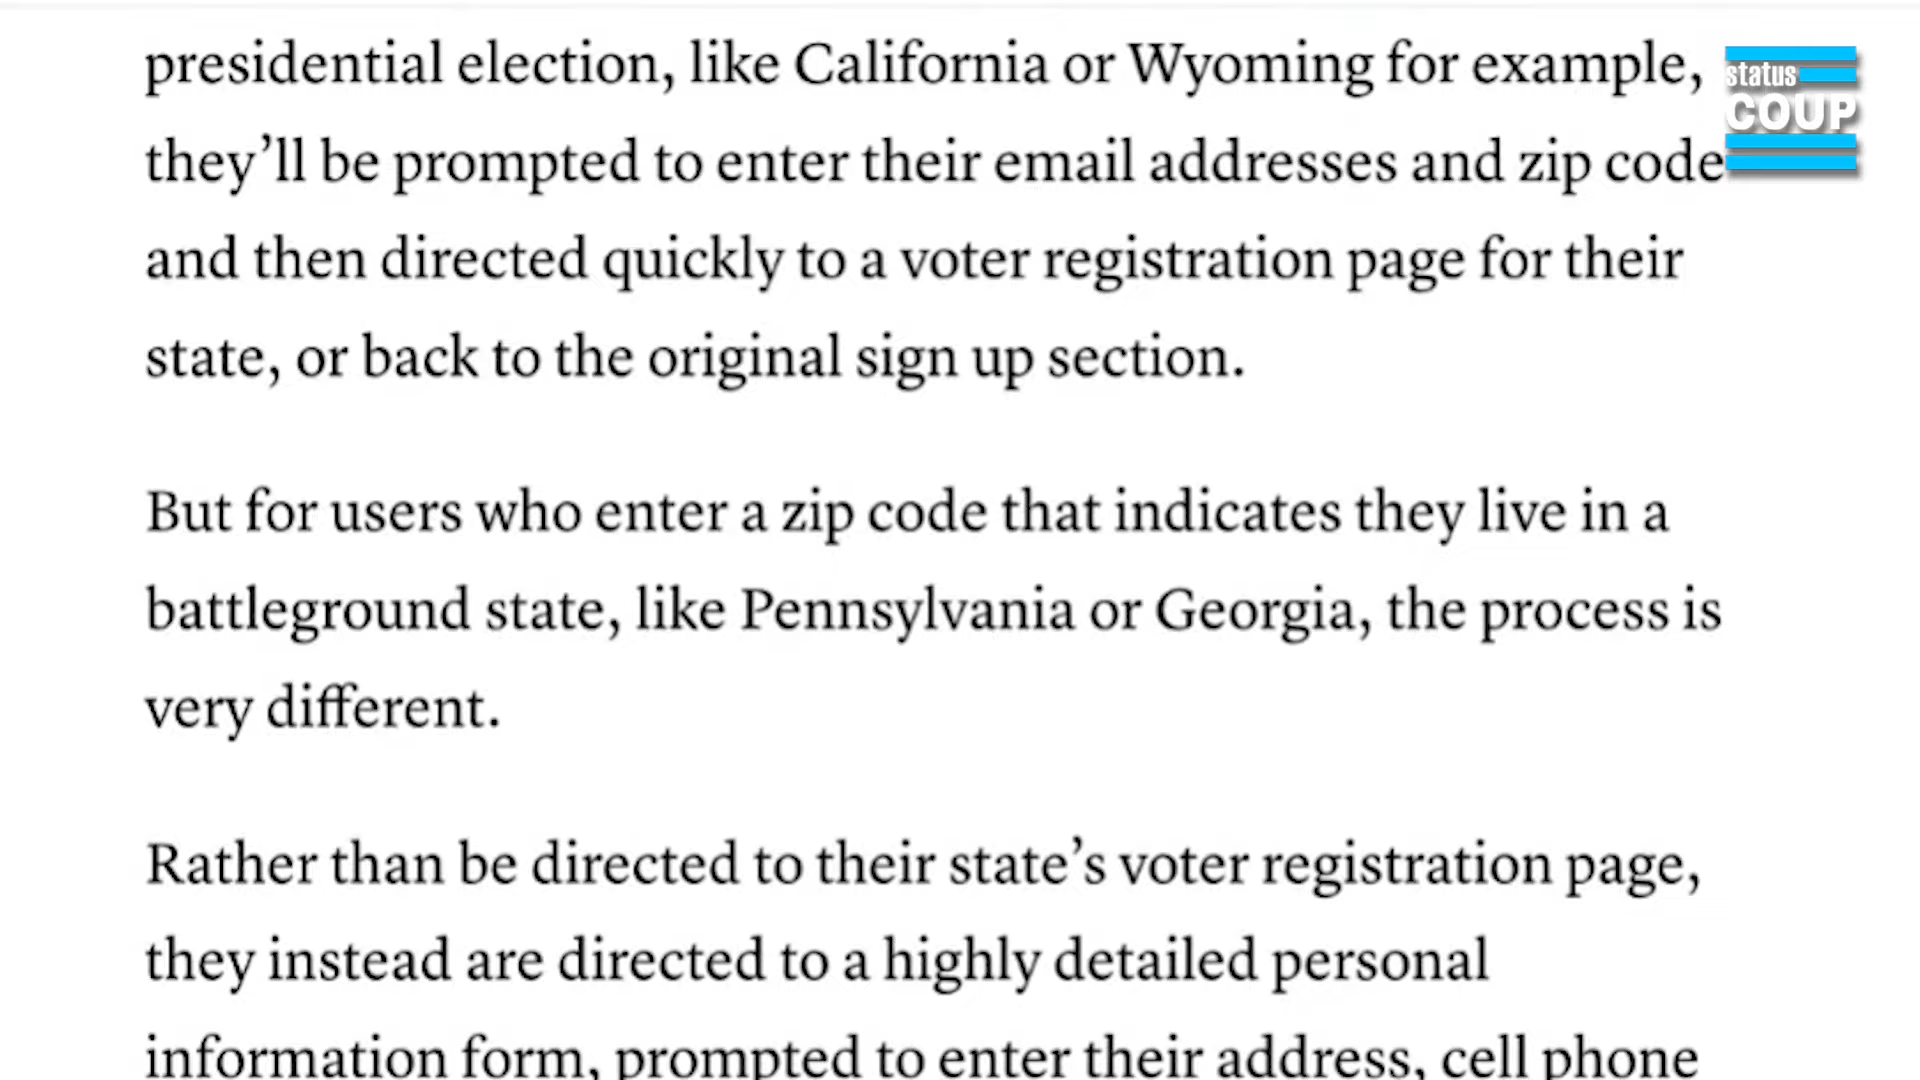 presidential election, like California or Wyoming for example,
status
COUP
they’ll be prompted to enter their email addresses and zip code
and then directed quickly to a voter registration page for their
state, or back to the original sign up section.
But for users who enter a zip code that indicates they live in a
battleground state, like Pennsylvania or Georgia, the process is
very different.
Rather than be directed to their state’s voter registration page,
they instead are directed to a highly detailed personal
information form, prompted to enter their address, cell phone